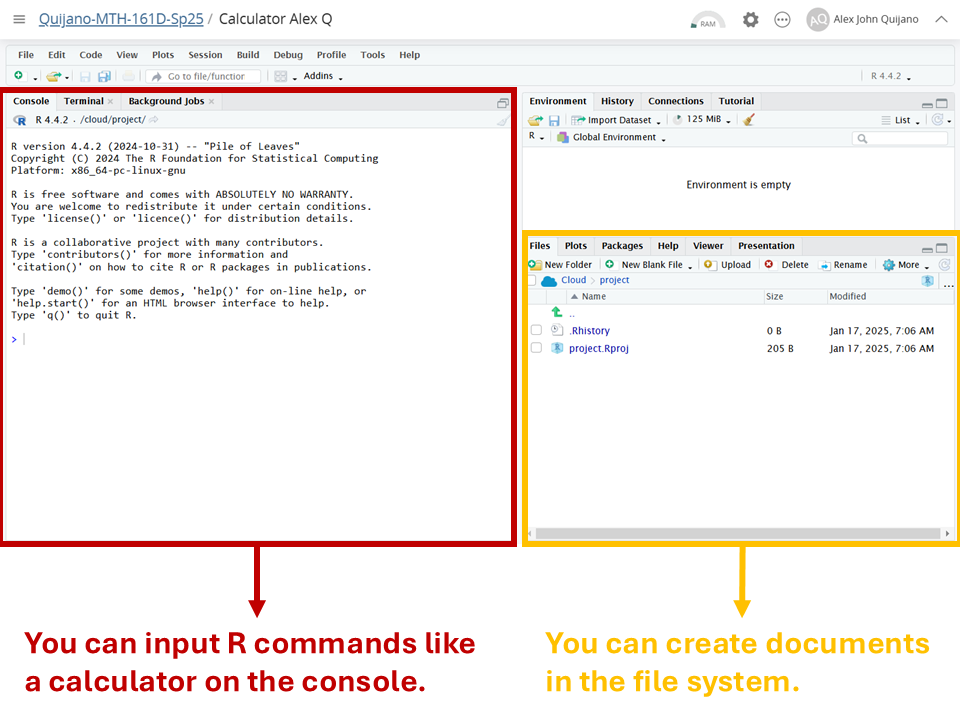 Quijano-MTH-161D-Sp25 / Calculator Alex Q
RAM
AQ Alex John Quijano
File Edit Code View Plots Session Build Debug Profile Tools Help
Go to file/function
Addins
R 4.4.2
Console Terminal Background Jobs
R 4.4.2 · /cloud/project/
R version 4.4.2 (2024-10-31) -- "Pile of Leaves"
Copyright (C) 2024 The R Foundation for Statistical Computing
Platform: x86_64-pc-linux-gnu
R is free software and comes with ABSOLUTELY NO WARRANTY.
You are welcome to redistribute it under certain conditions.
Type 'license()' or 'licence()' for distribution details.
R is a collaborative project with many contributors.
Type 'contributors()' for more information and
'citation()' on how to cite R or R packages in publications.
Type 'demo()' for some demos, 'help()' for on-line help, or
'help.start()' for an HTML browser interface to help.
Type 'q()' to quit R.
>
Environment History Connections Tutorial
Import Dataset 125 MiB List
R Global Environment
Environment is empty
Files Plots Packages Help Viewer Presentation
New Folder New Blank File Upload Delete Rename More
Cloud project ...
Name Size Modified
..
.Rhistory 0 B Jan 17, 2025, 7:06 AM
project.Rproj 205 B Jan 17, 2025, 7:06 AM
You can input R commands like
a calculator on the console.
You can create documents
in the file system.